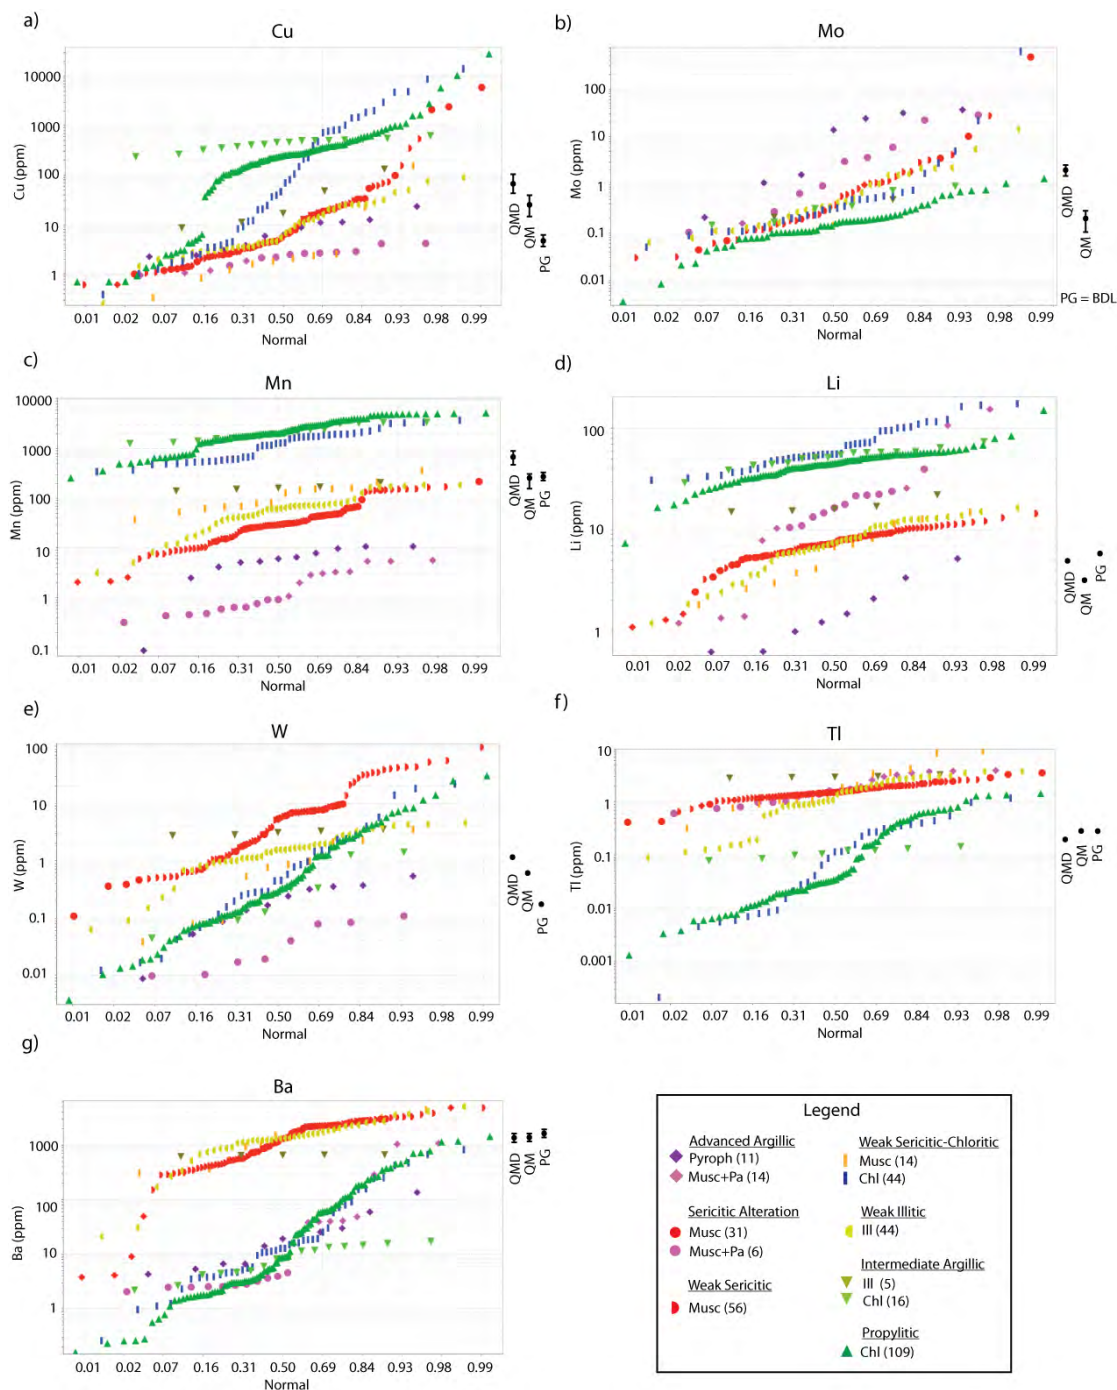 a)
Cu
Cu (ppm)
10000
1000
100
10
1
0.01 0.02 0.07 0.16 0.31 0.50 0.69 0.84 0.93 0.98 0.99
Normal
QMD
QM
PG
b)
Mo
Mo (ppm)
100
10
1
0.1
0.01
0.01 0.02 0.07 0.16 0.31 0.50 0.69 0.84 0.93 0.98 0.99
Normal
QMD
QM
PG = BDL
c)
Mn
Mn (ppm)
10000
1000
100
10
1
0.1
0.01 0.02 0.07 0.16 0.31 0.50 0.69 0.84 0.93 0.98 0.99
Normal
QMD
QM
PG
d)
Li
Li (ppm)
100
10
1
0.01 0.02 0.07 0.16 0.31 0.50 0.69 0.84 0.93 0.98 0.99
Normal
QMD
QM
PG
e)
W
W (ppm)
100
10
1
0.1
0.01
0.01 0.02 0.07 0.16 0.31 0.50 0.69 0.84 0.93 0.98 0.99
Normal
QMD
QM
PG
f)
Tl
Tl (ppm)
10
1
0.1
0.01
0.001
0.01 0.02 0.07 0.16 0.31 0.50 0.69 0.84 0.93 0.98 0.99
Normal
QMD
QM
PG
g)
Ba
Ba (ppm)
1000
100
10
1
0.01 0.02 0.07 0.16 0.31 0.50 0.69 0.84 0.93 0.98 0.99
Normal
QMD
QM
PG
Legend
Advanced Argillic
Pyroph (11)
Musc+Pa (14)
Sericitic Alteration
Musc (31)
Musc+Pa (6)
Weak Sericitic
Musc (56)
Weak Sericitic-Chloritic
Musc (14)
Chl (44)
Weak Illitic
Ill (44)
Intermediate Argillic
Ill (5)
Chl (16)
Propylitic
Chl (109)